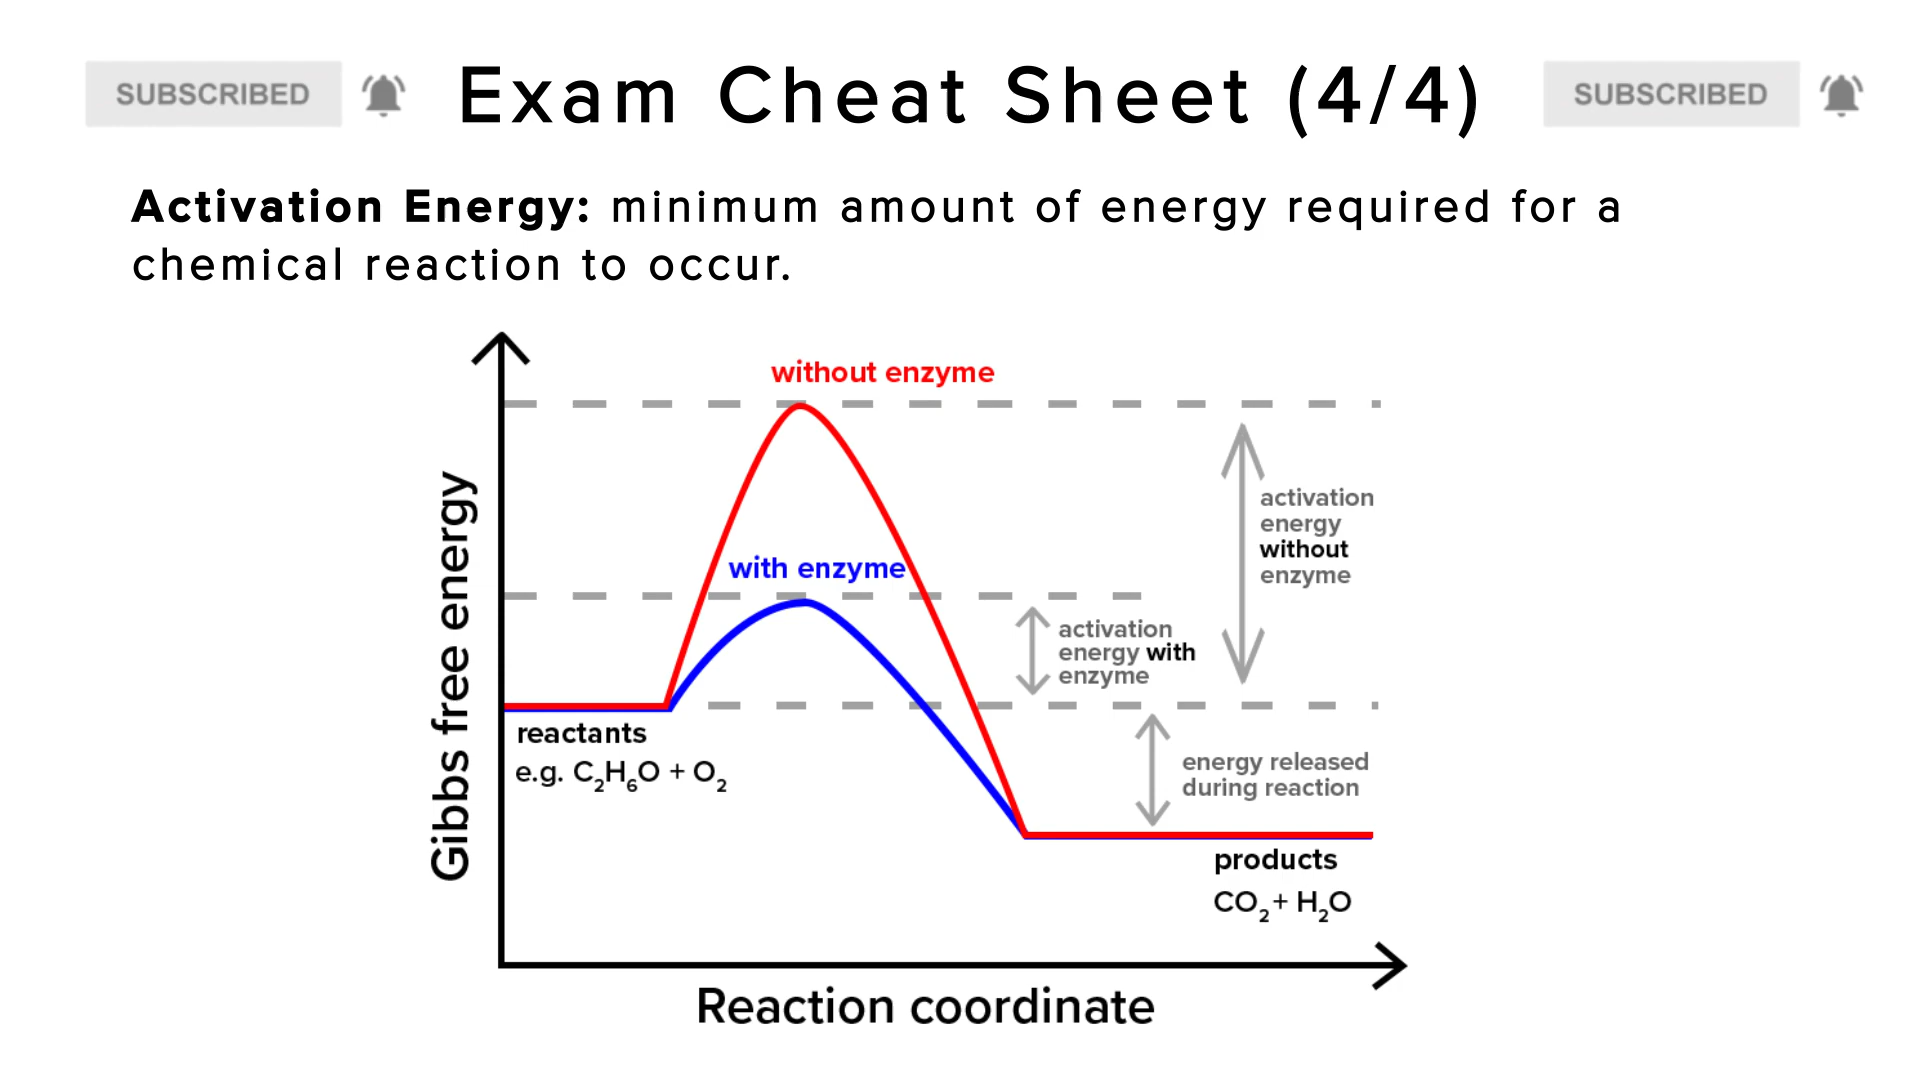 SUBSCRIBED
Exam Cheat Sheet (4/4)
SUBSCRIBED
Activation Energy: minimum amount of energy required for a
chemical reaction to occur.
without enzyme
with enzyme
activation
energy
without
enzyme
activation
energy with
enzyme
Gibbs free energy
reactants
e.g. C₂H₆O + O₂
energy released
during reaction
products
CO₂ + H₂O
Reaction coordinate